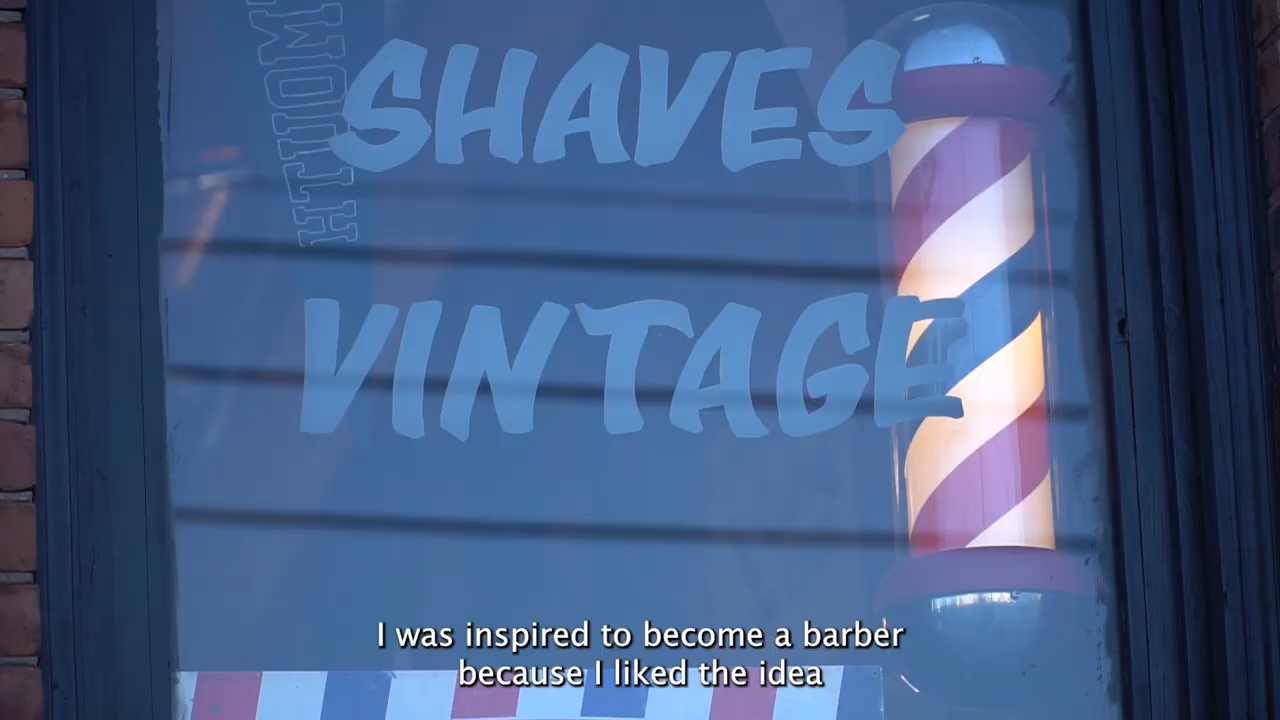 SHAVES
VINTAGE
I was inspired to become a barber
because I liked the idea